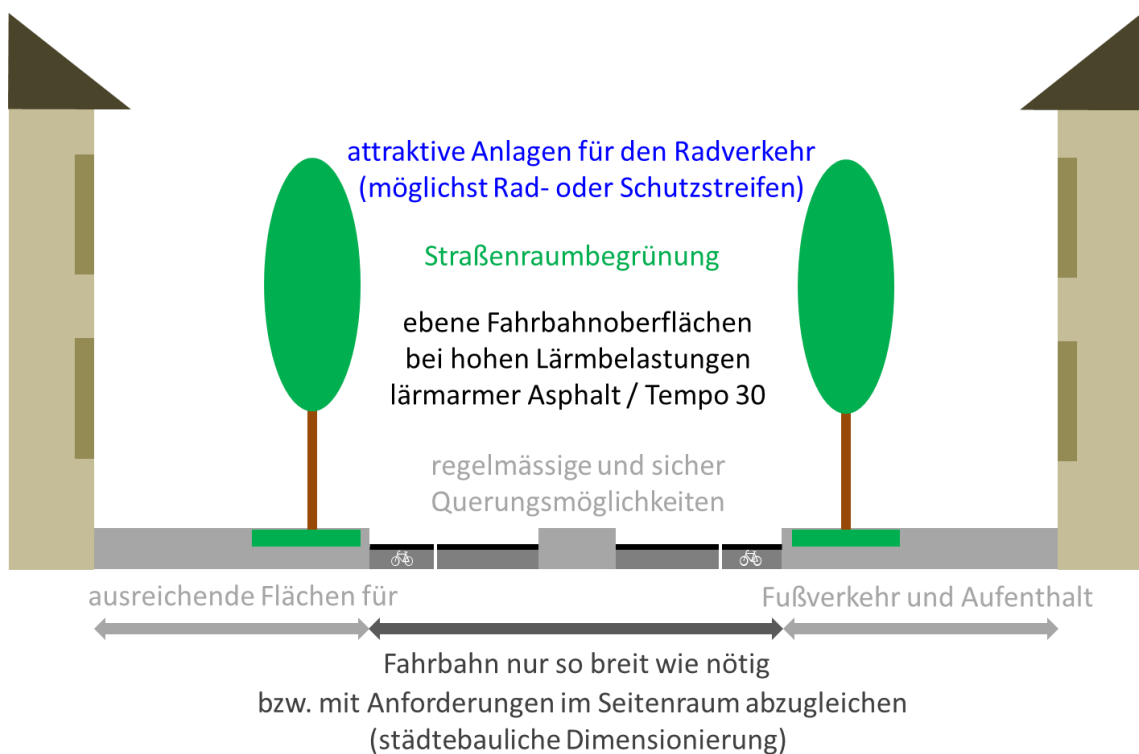 attraktive Anlagen für den Radverkehr
(möglichst Rad- oder Schutzstreifen)
Straßenraumbegrünung
ebene Fahrbahnoberflächen
bei hohen Lärmbelastungen
lärmarmer Asphalt / Tempo 30
regelmässige und sicher
Querungsmöglichkeiten
ausreichende Flächen für
Fußverkehr und Aufenthalt
Fahrbahn nur so breit wie nötig
bzw. mit Anforderungen im Seitenraum abzugleichen
(städtebauliche Dimensionierung)